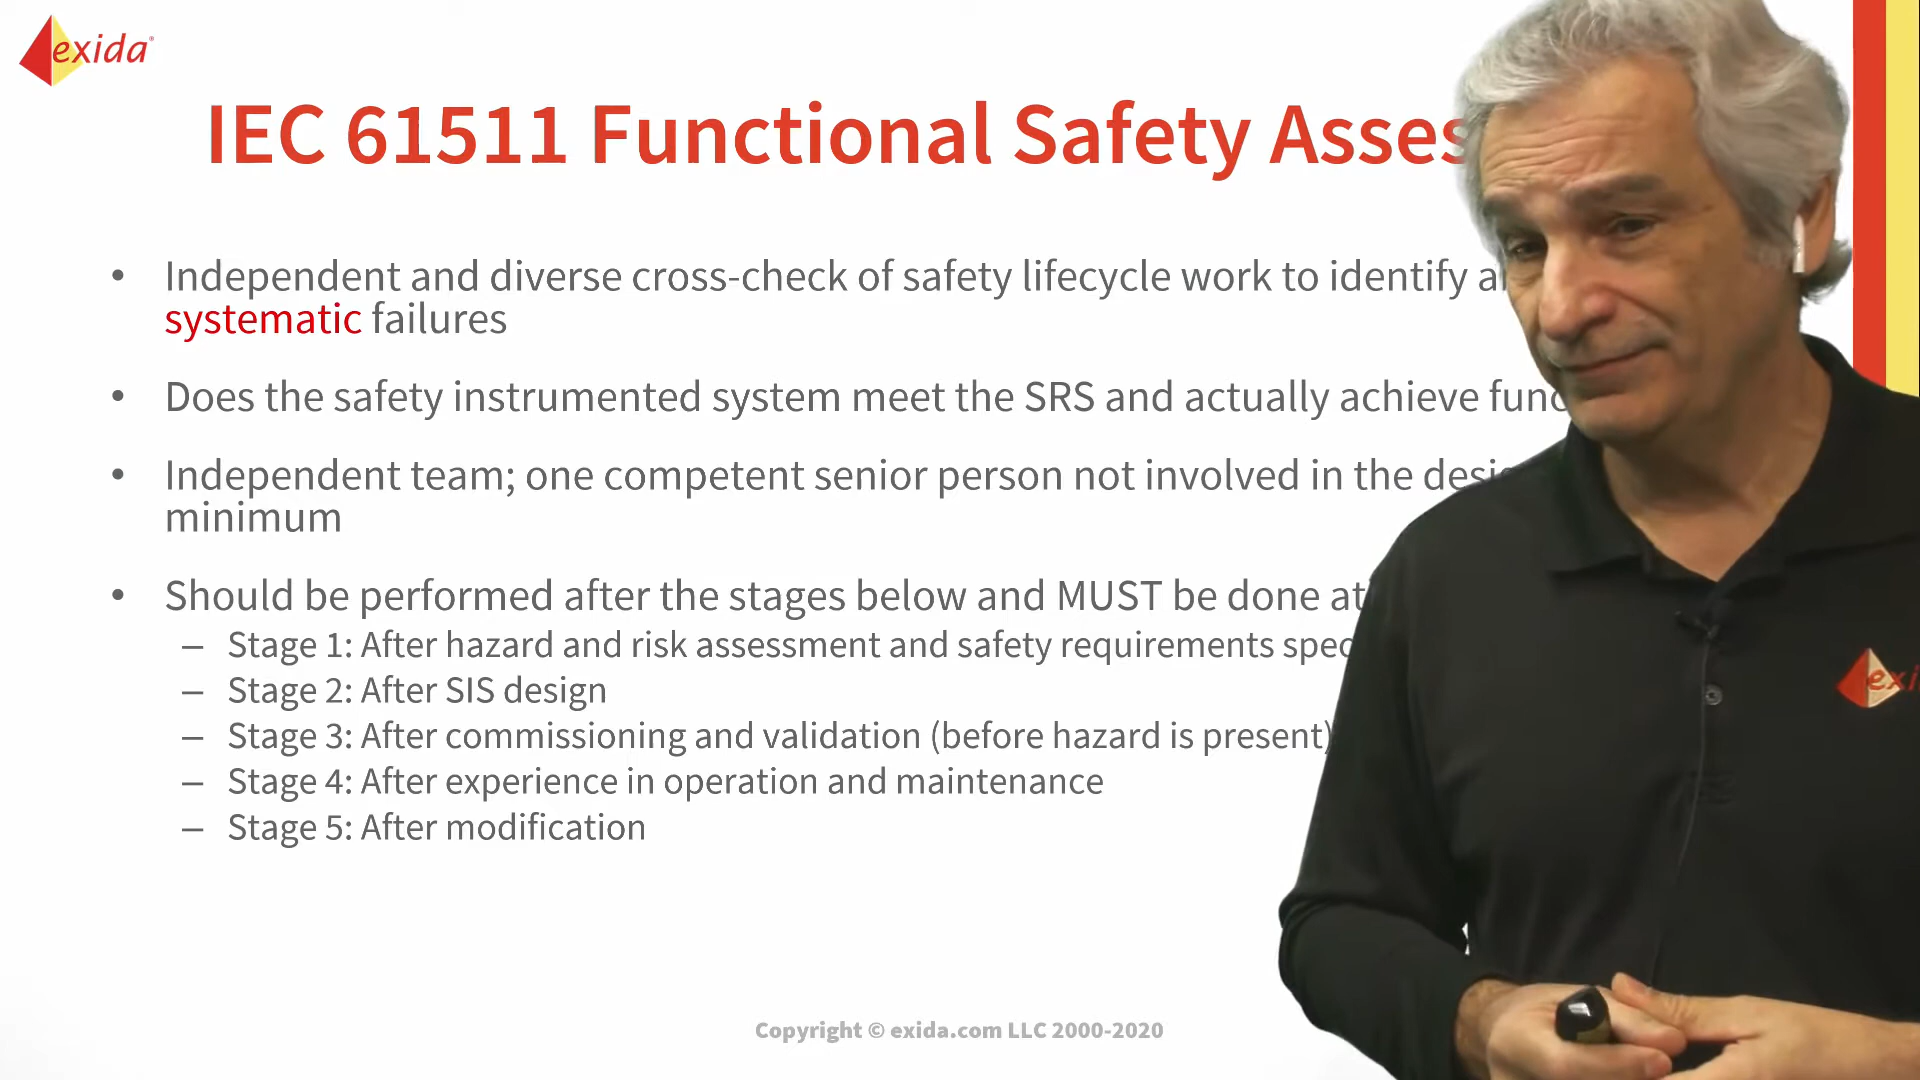 exida
IEC 61511 Functional Safety
• Independent and diverse cross-check of safety lifecycle work to identify
systematic failures
• Does the safety instrumented system meet the SRS and actually achieve
• Independent team; one competent senior person not involved in the
minimum
• Should be performed after the stages below and MUST be done at
– Stage 1: After hazard and risk assessment and safety requirements
– Stage 2: After SIS design
– Stage 3: After commissioning and validation (before hazard is present)
– Stage 4: After experience in operation and maintenance
– Stage 5: After modification
Copyright © exida.com LLC 2000-2020